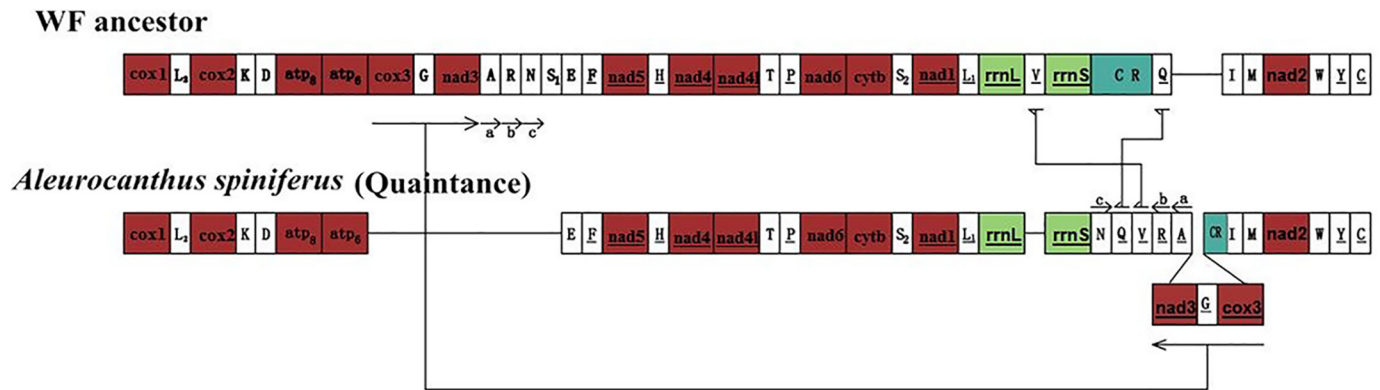 WF ancestor
cox1 L₂ cox2 K D atp₈ atp₆ cox3 G nad3 A R N S₁ E F nad5 H nad4 nad4l T P nad6 cytb S₂ nad1 L₁ rrnL V rrnS CR Q I M nad2 W Y C
a b c
Aleurocanthus spiniferus (Quaintance)
c b a
cox1 L₂ cox2 K D atp₈ atp₆ E F nad5 H nad4 nad4l T P nad6 cytb S₂ nad1 L₁ rrnL rrnS N Q V R A CR I M nad2 W Y C
nad3 G cox3